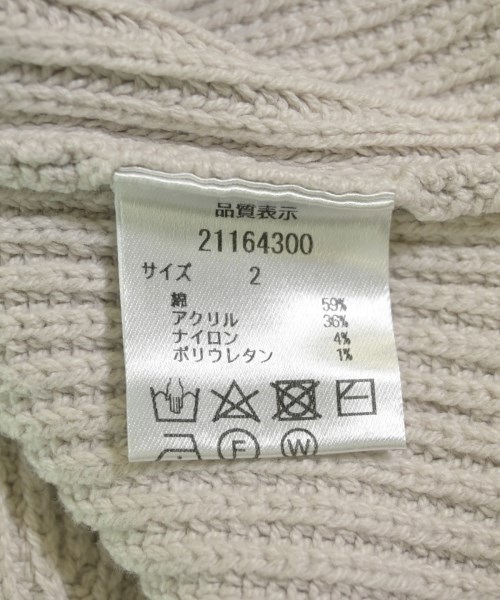 品質表示
21164300
サイズ 2
綿 59%
アクリル 36%
ナイロン 4%
ポリウレタン 1%
F W